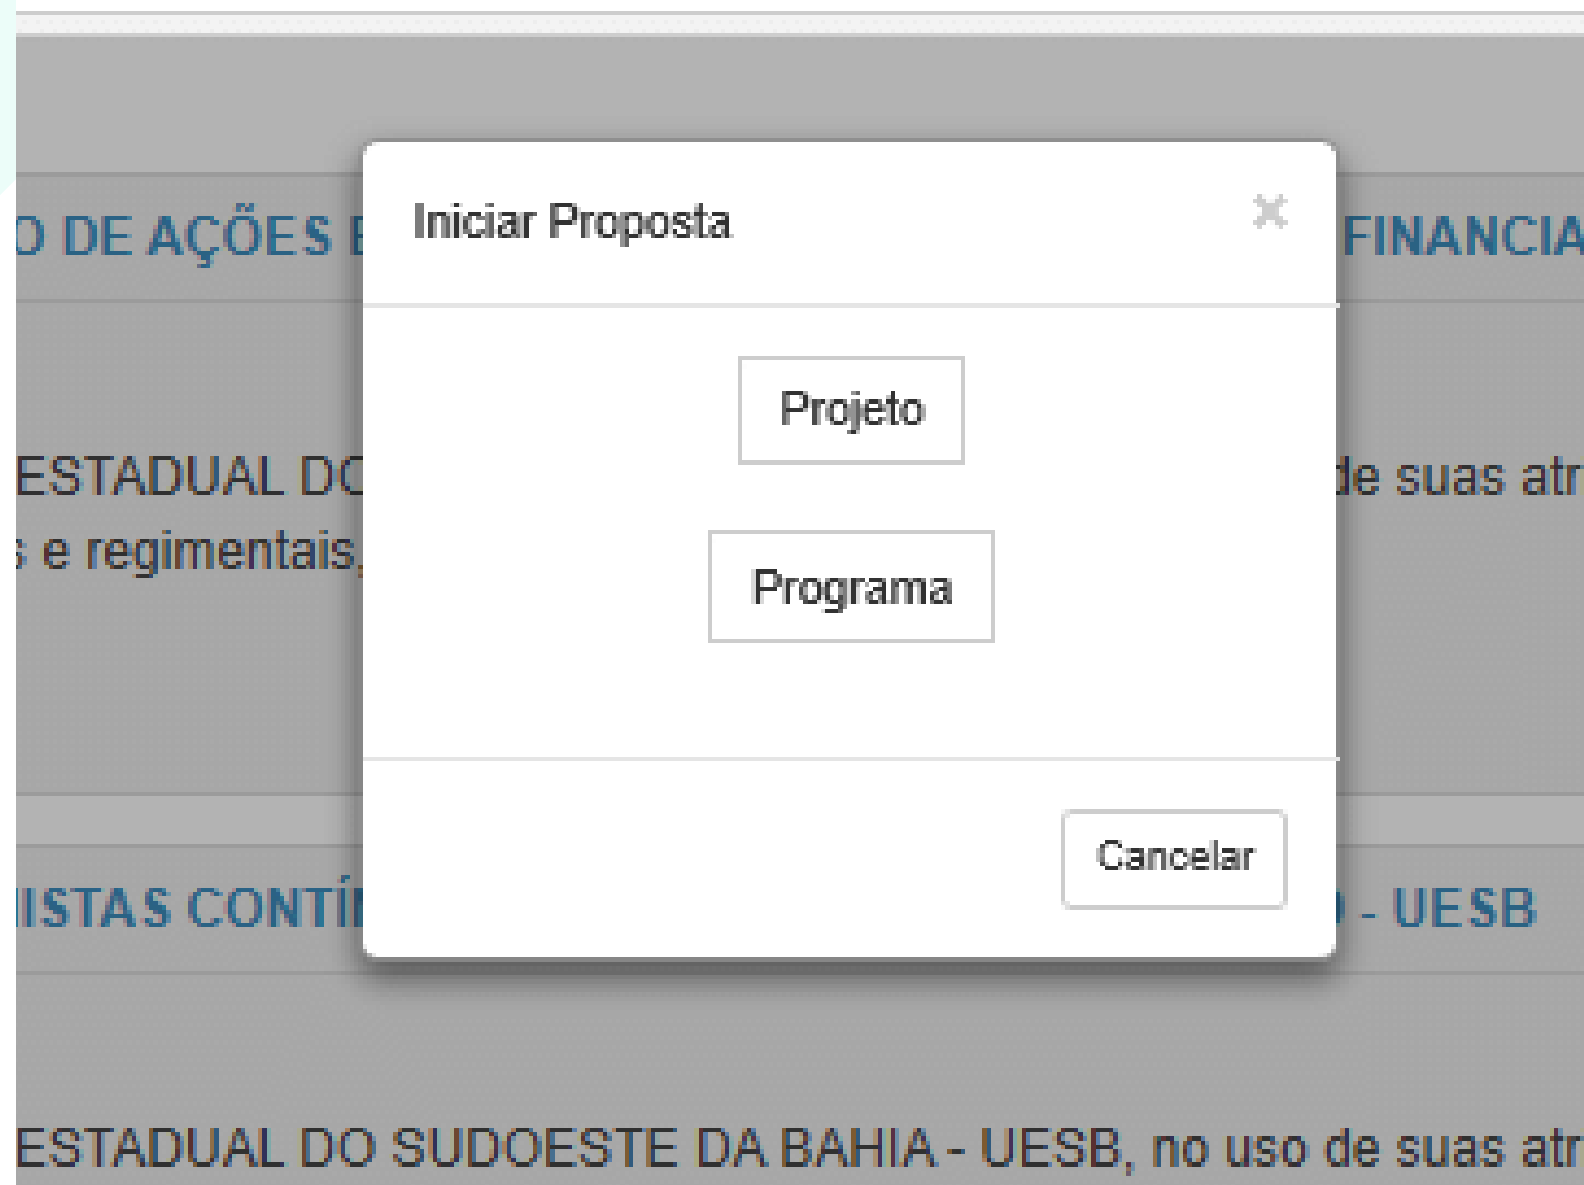 Iniciar Proposta ×
O DE AÇÕES FINANCIA
Projeto
ESTADUAL DO de suas atr
s e regimentais,
Programa
Cancelar
ISTAS CONTÍN - UESB
ESTADUAL DO SUDOESTE DA BAHIA - UESB, no uso de suas atr